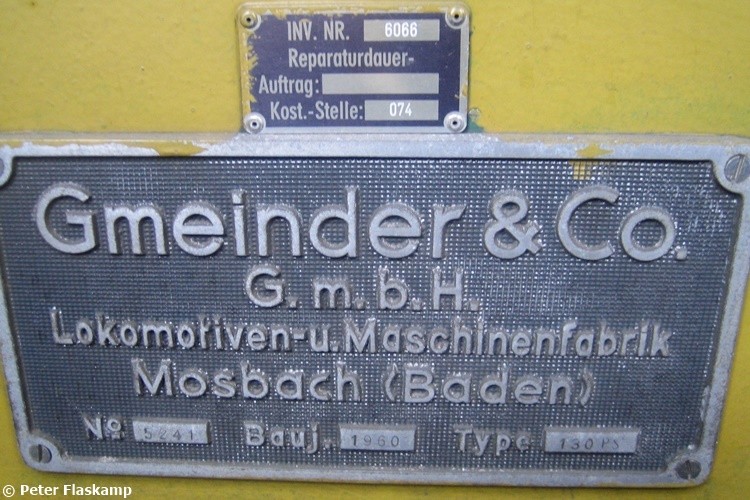 INV. NR. 6066
Reparaturdauer-
Auftrag:
Kost.-Stelle: 074
Gmeinder & Co.
G.m.b.H.
Lokomotiven-u.Maschinenfabrik
Mosbach (Baden)
No 5241 Bauj. 1960 Type 130 PS
© Peter Flaskamp